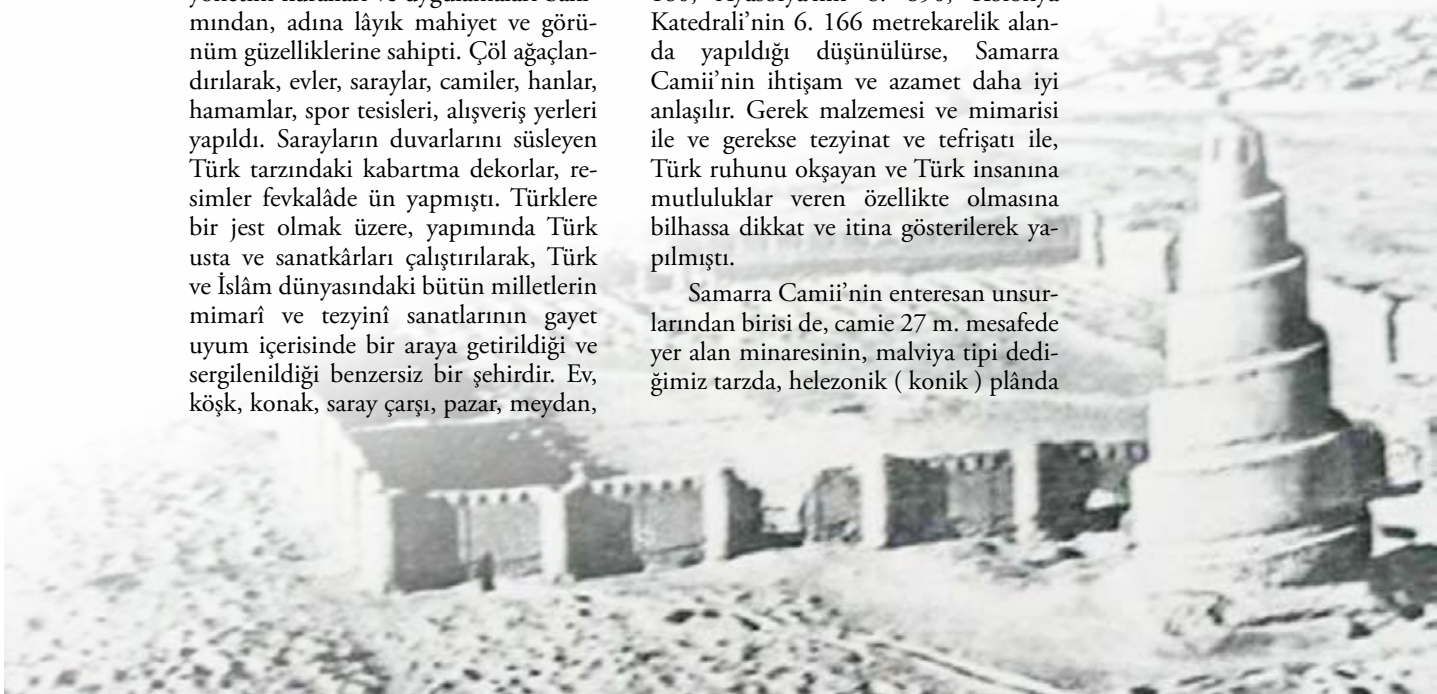 mından, adına lâyık mahiyet ve görü-
nüm güzelliklerine sahipti. Çöl ağaçlan-
dırılarak, evler, saraylar, camiler, hanlar,
hamamlar, spor tesisleri, alışveriş yerleri
yapıldı. Sarayların duvarlarını süsleyen
Türk tarzındaki kabartma dekorlar, re-
simler fevkalâde ün yapmıştı. Türklere
bir jest olmak üzere, yapımında Türk
usta ve sanatkârları çalıştırılarak, Türk
ve İslâm dünyasındaki bütün milletlerin
mimarî ve tezyinî sanatlarının gayet
uyum içerisinde bir araya getirildiği ve
sergilenildiği benzersiz bir şehirdir. Ev,
köşk, konak, saray çarşı, pazar, meydan,
Katedrali’nin 6. 166 metrekarelik alan-
da yapıldığı düşünülürse, Samarra
Camii’nin ihtişam ve azamet daha iyi
anlaşılır. Gerek malzemesi ve mimarisi
ile ve gerekse tezyinat ve tefrişatı ile,
Türk ruhunu okşayan ve Türk insanına
mutluluklar veren özellikte olmasına
bilhassa dikkat ve itina gösterilerek ya-
pılmıştı.
Samarra Camii’nin enteresan unsur-
larından birisi de, camie 27 m. mesafede
yer alan minaresinin, malviya tipi dedi-
ğimiz tarzda, helezonik ( konik ) plânda